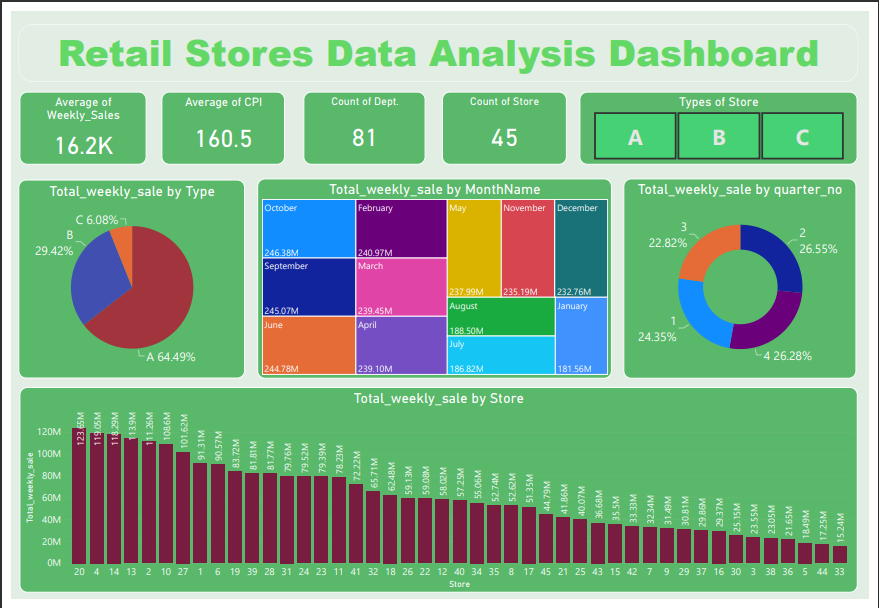 Retail Stores Data Analysis Dashboard
Average of
Weekly_Sales
16.2K
Average of CPI
160.5
Count of Dept.
81
Count of Store
45
Types of Store
A B C
Total_weekly_sale by Type
C 6.08%
B
29.42%
A 64.49%
Total_weekly_sale by MonthName
October
246.38M
September
245.07M
June
244.78M
February
240.97M
March
239.45M
April
239.10M
May
237.99M
November
235.19M
December
232.76M
August
188.50M
July
186.82M
January
181.56M
Total_weekly_sale by quarter_no
3
22.82%
2
26.55%
1
24.35%
4 26.28%
Total_weekly_sale by Store
Total_weekly_sale
120M
100M
80M
60M
40M
20M
0M
123.65M 119.05M 118.29M 113.9M 111.26M 108.6M 101.62M 91.31M 90.57M 83.72M 81.81M 81.77M 79.76M 79.52M 79.39M 78.23M 72.22M 65.71M 62.48M 59.13M 59.08M 58.02M 57.25M 55.06M 52.74M 52.62M 51.35M 44.79M 41.86M 40.07M 36.68M 35.5M 33.33M 32.34M 31.49M 30.81M 29.86M 29.37M 25.15M 23.55M 23.05M 21.65M 18.49M 17.25M 15.24M
20 4 14 13 2 10 27 1 6 19 39 28 31 24 23 11 41 32 18 26 22 12 40 34 35 8 17 45 21 25 43 15 42 7 9 29 37 16 30 3 38 36 5 44 33
Store